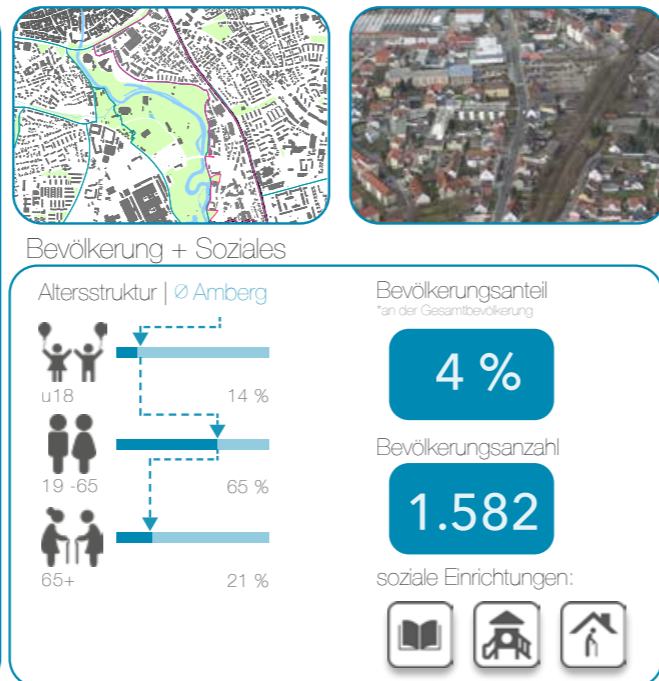 Bevölkerung + Soziales
Altersstruktur | Ø Amberg
u18 14 %
19 -65 65 %
65+ 21 %
Bevölkerungsanteil
*an der Gesamtbevölkerung
4 %
Bevölkerungsanzahl
1.582
soziale Einrichtungen: